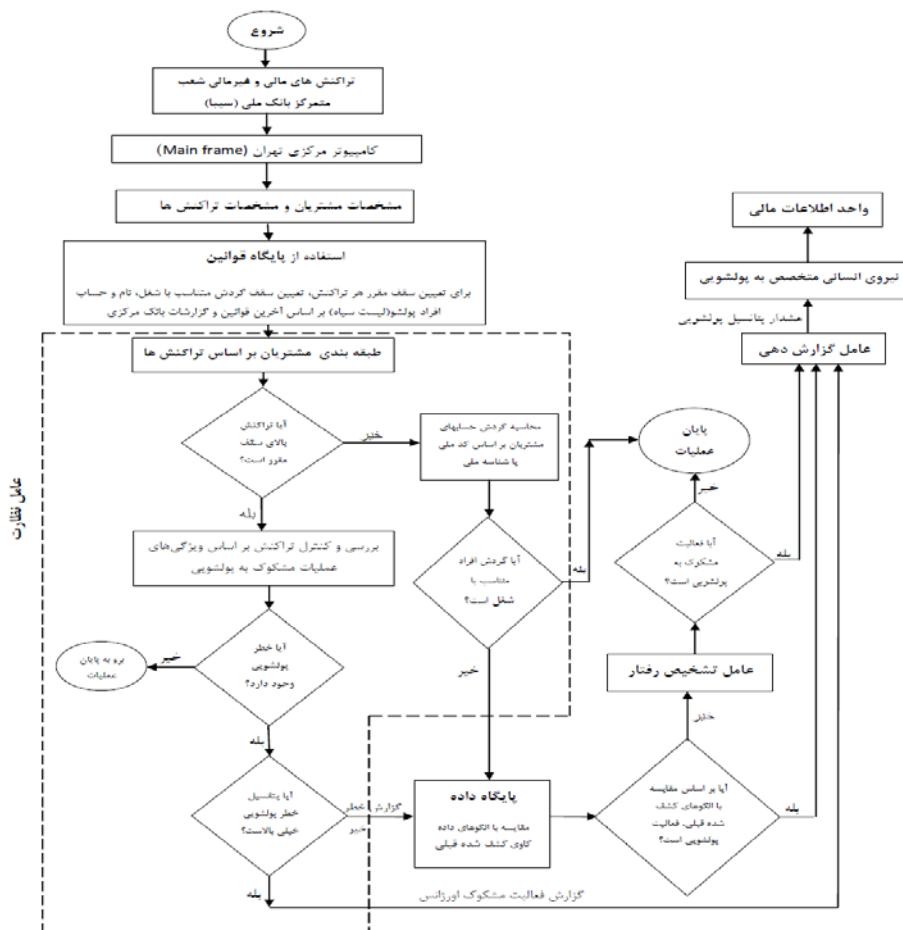 شروع
تراکنش های مالی و غیرمالی شعب
متمرکز بانک ملی (سیبا)
کامپیوتر مرکزی تهران (Main frame)
مشخصات مشتریان و مشخصات تراکنش ها
استفاده از پایگاه قوانین
برای تعیین سقف مقرر هر تراکنش، تعیین سقف گردش متناسب با شغل، نام و حساب
افراد پولشو(لیست سیاه) بر اساس آخرین قوانین و گزارشات بانک مرکزی
عامل نظارت
طبقه بندی مشتریان بر اساس تراکنش ها
آیا تراکنش
بالای سقف
مقرر است؟
خیر
بله
محاسبه گردش حسابهای
مشتریان بر اساس کد ملی
یا شناسه ملی
بررسی و کنترل تراکنش بر اساس ویژگی‌های
عملیات مشکوک به پولشویی
آیا گردش افراد
متناسب با
شغل است؟
بله
خیر
آیا خطر
پولشویی
وجود دارد؟
خیر
برو به پایان
عملیات
بله
آیا پتانسیل
خطر پولشویی
خیلی بالاست؟
گزارش خطر
خیر
بله
پایگاه داده
مقایسه با الگوهای داده
کاوی کشف شده قبلی
آیا بر اساس مقایسه
با الگوهای کشف
شده قبلی، فعالیت
پولشویی است؟
بله
خیر
عامل تشخیص رفتار
آیا فعالیت
مشکوک به
پولشویی است؟
بله
خیر
پایان
عملیات
گزارش فعالیت مشکوک اورژانس
عامل گزارش دهی
هشدار پتانسیل پولشویی
نیروی انسانی متخصص به پولشویی
واحد اطلاعات مالی